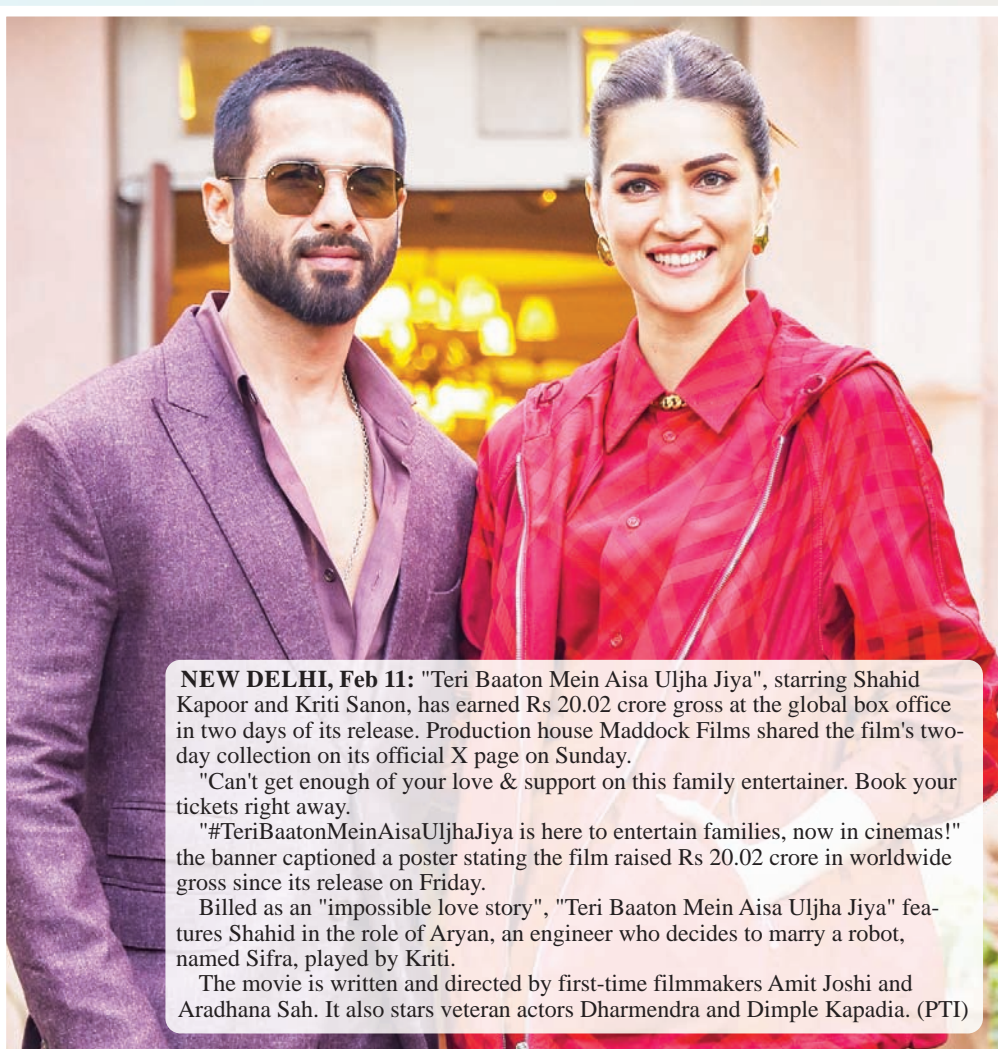 NEW DELHI, Feb 11: "Teri Baaton Mein Aisa Uljha Jiya", starring Shahid
Kapoor and Kriti Sanon, has earned Rs 20.02 crore gross at the global box office
in two days of its release. Production house Maddock Films shared the film's two-
day collection on its official X page on Sunday.
"Can't get enough of your love & support on this family entertainer. Book your
tickets right away.
"#TeriBaatonMeinAisaUljhaJiya is here to entertain families, now in cinemas!"
the banner captioned a poster stating the film raised Rs 20.02 crore in worldwide
gross since its release on Friday.
Billed as an "impossible love story", "Teri Baaton Mein Aisa Uljha Jiya" fea-
tures Shahid in the role of Aryan, an engineer who decides to marry a robot,
named Sifra, played by Kriti.
The movie is written and directed by first-time filmmakers Amit Joshi and
Aradhana Sah. It also stars veteran actors Dharmendra and Dimple Kapadia. (PTI)